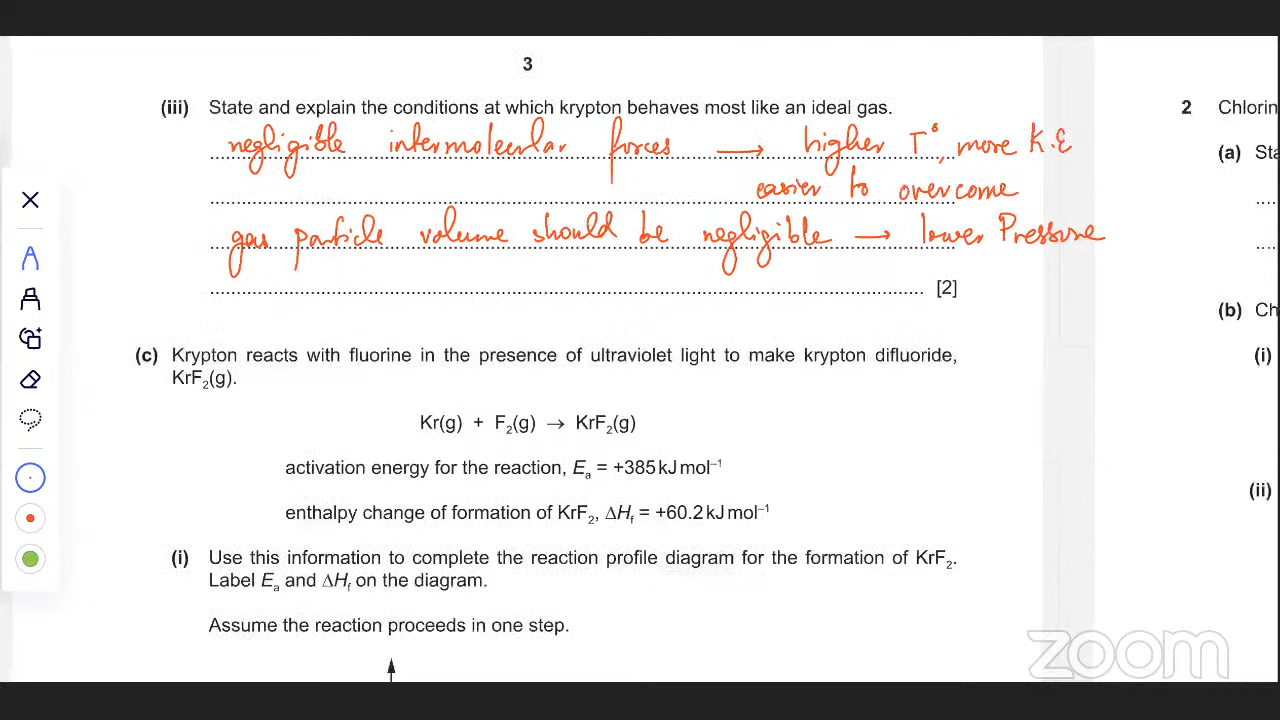 3
(iii) State and explain the conditions at which krypton behaves most like an ideal gas.
negligible intermolecular forces → higher T°, more K.E
easier to overcome
gas particle volume should be negligible → lower Pressure
[2]
(c) Krypton reacts with fluorine in the presence of ultraviolet light to make krypton difluoride,
KrF₂(g).
Kr(g) + F₂(g) → KrF₂(g)
activation energy for the reaction, Eₐ = +385 kJ mol⁻¹
enthalpy change of formation of KrF₂, ΔH_f = +60.2 kJ mol⁻¹
(i) Use this information to complete the reaction profile diagram for the formation of KrF₂.
Label Eₐ and ΔH_f on the diagram.
Assume the reaction proceeds in one step.
2 Chlorin
(a) Sta
(b) Ch
(i)
(ii)
zoom